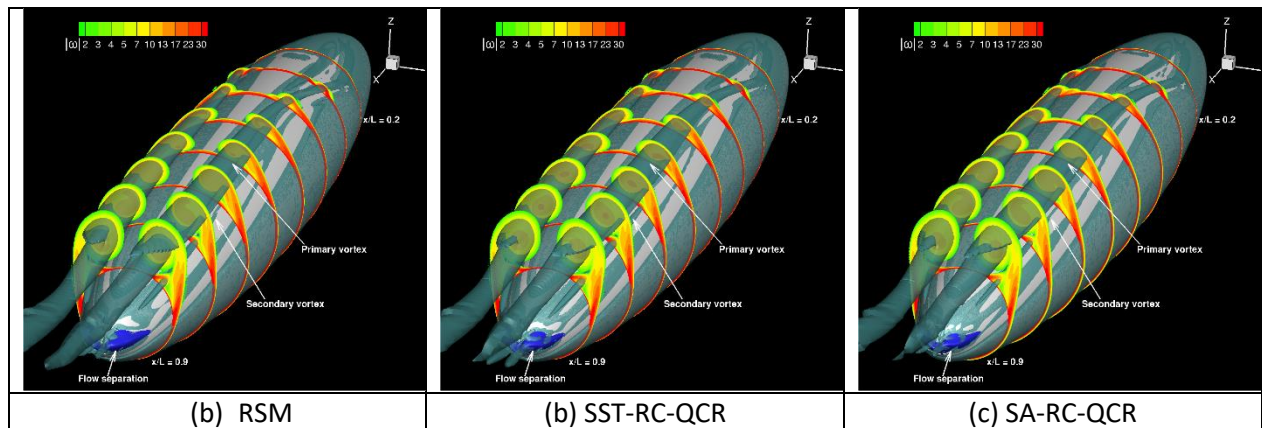 |ω| 2 3 4 5 7 10 13 17 23 30
Z
X
x/L = 0.2
Primary vortex
Secondary vortex
x/L = 0.9
Flow separation
|ω| 2 3 4 5 7 10 13 17 23 30
Z
X
x/L = 0.2
Primary vortex
Secondary vortex
x/L = 0.9
Flow separation
|ω| 2 3 4 5 7 10 13 17 23 30
Z
X
x/L = 0.2
Primary vortex
Secondary vortex
x/L = 0.9
Flow separation
(b) RSM
(b) SST-RC-QCR
(c) SA-RC-QCR